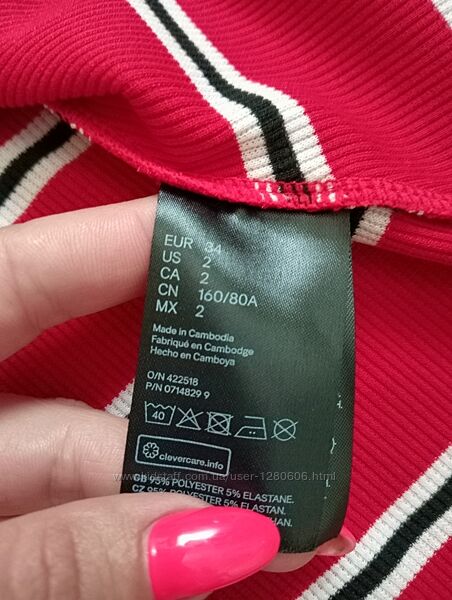 EUR 34
US 2
CA 2
CN 160/80A
MX 2
Made in Cambodia
Fabriqué en Cambodge
Hecho en Camboya
O/N 422518
P/N 0714829 9
40
clevercare.info
GB 95% POLYESTER 5% ELASTANE.
CZ 95% POLYESTER 5% ELASTAN.